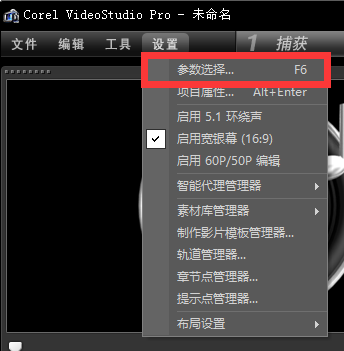 Corel VideoStudio Pro - 未命名
文件 编辑 工具 设置 1 捕获
参数选择... F6
项目属性... Alt+Enter
启用 5.1 环绕声
启用宽银幕 (16:9)
启用 60P/50P 编辑
智能代理管理器
素材库管理器
制作影片模板管理器...
轨道管理器...
章节点管理器...
提示点管理器...
布局设置